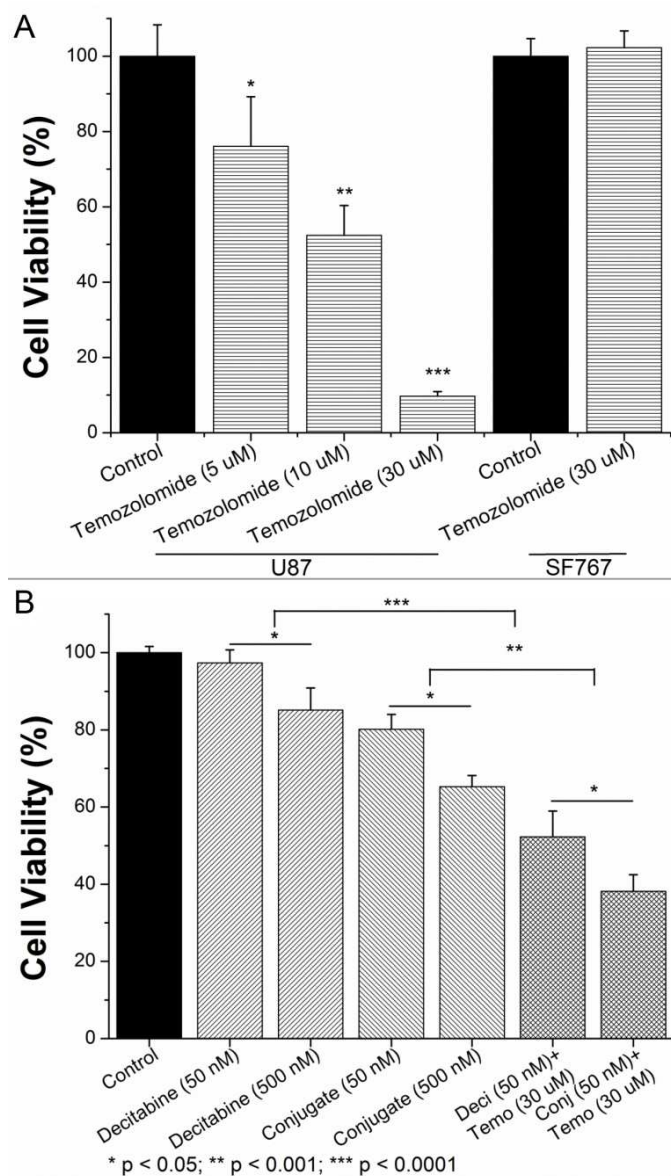 A
Cell Viability (%)
100
80
60
40
20
0
*
**
***
Control
Temozolomide (5 uM)
Temozolomide (10 uM)
Temozolomide (30 uM)
Control
Temozolomide (30 uM)
U87
SF767
B
Cell Viability (%)
100
80
60
40
20
0
***
*
**
*
*
Control
Decitabine (50 nM)
Decitabine (500 nM)
Conjugate (50 nM)
Conjugate (500 nM)
Deci (50 nM)+
Temo (30 uM)
Conj (50 nM)+
Temo (30 uM)
* p < 0.05; ** p < 0.001; *** p < 0.0001